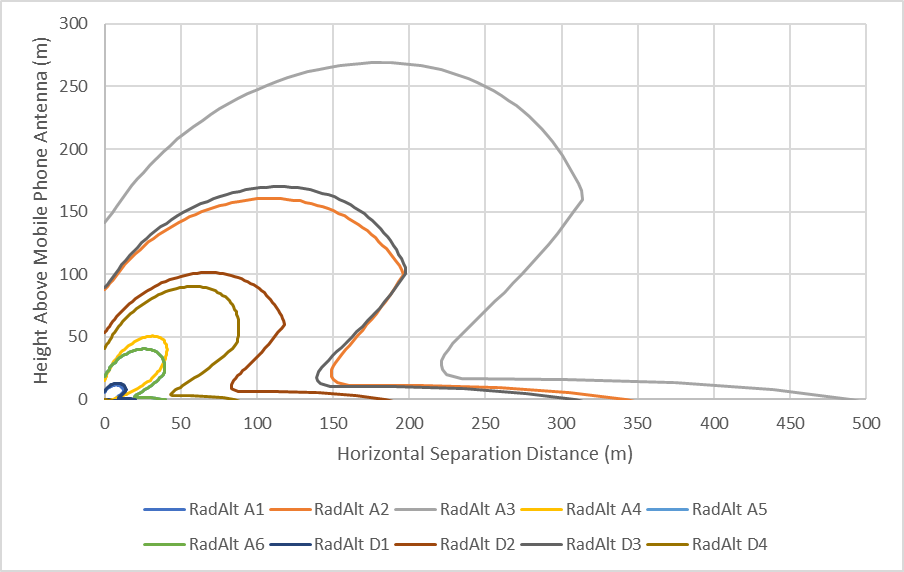 300
250
200
150
100
50
0
Height Above Mobile Phone Antenna (m)
0 50 100 150 200 250 300 350 400 450 500
Horizontal Separation Distance (m)
RadAlt A1 RadAlt A2 RadAlt A3 RadAlt A4 RadAlt A5
RadAlt A6 RadAlt D1 RadAlt D2 RadAlt D3 RadAlt D4